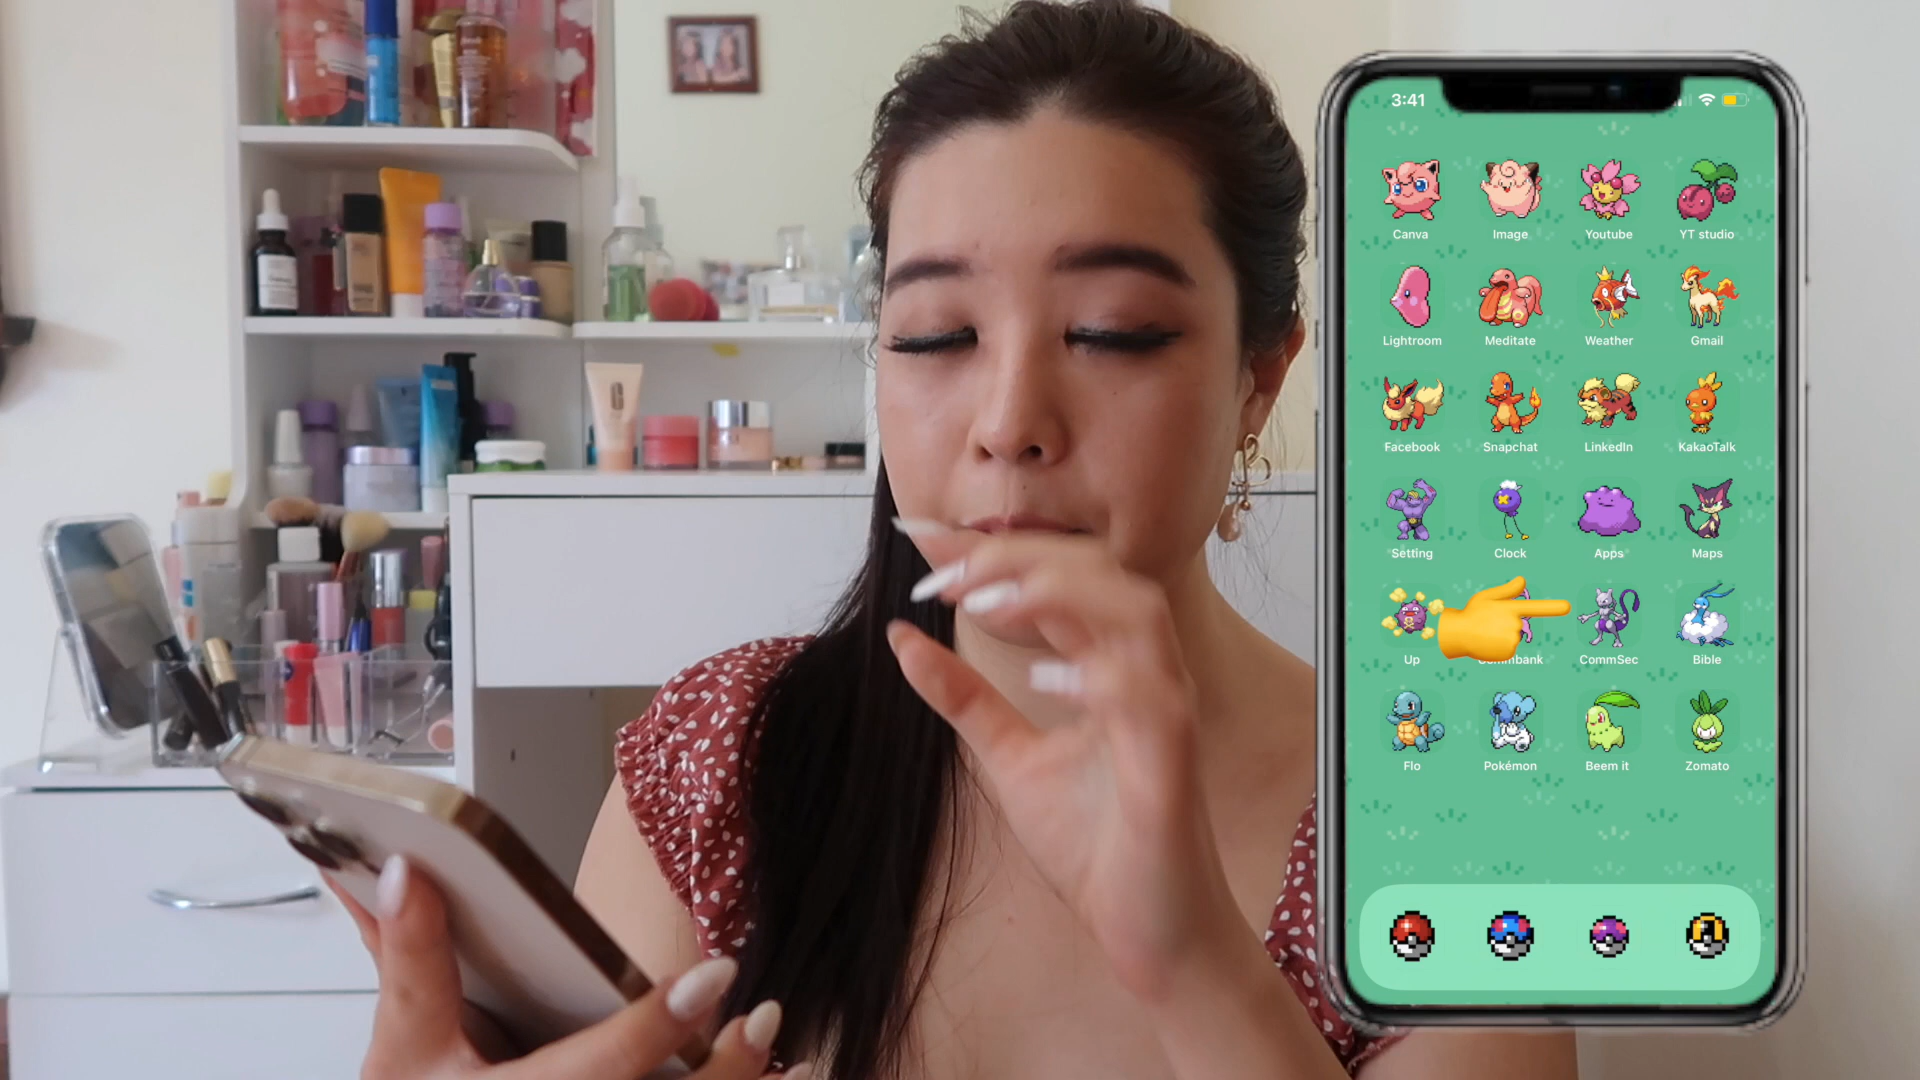 3:41
Canva Image Youtube YT studio
Lightroom Meditate Weather Gmail
Facebook Snapchat LinkedIn KakaoTalk
Setting Clock Apps Maps
Up Commbank CommSec Bible
Flo Pokémon Beem it Zomato